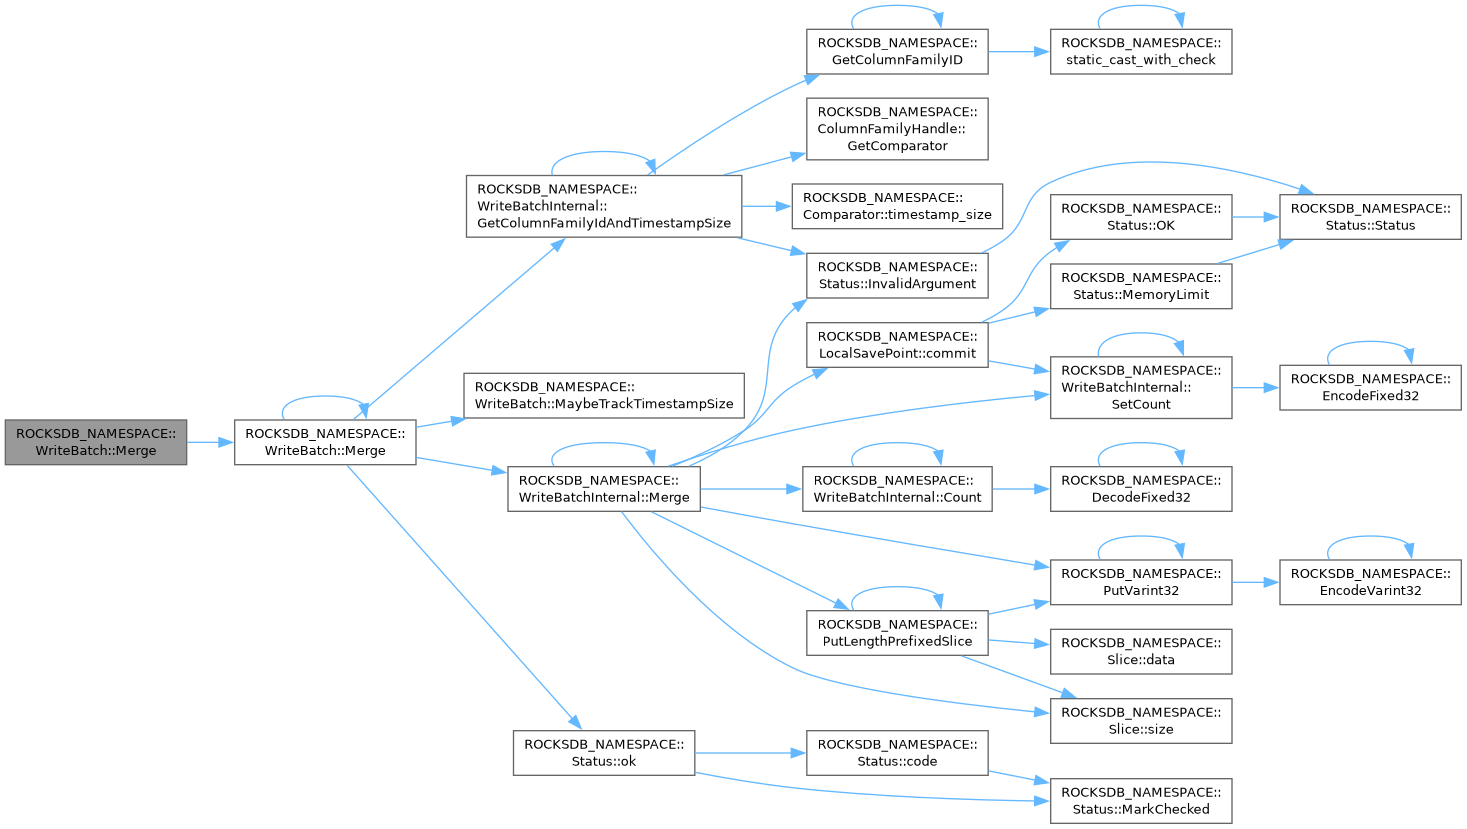 ROCKSDB_NAMESPACE::
WriteBatch::Merge
ROCKSDB_NAMESPACE::
WriteBatch::Merge
ROCKSDB_NAMESPACE::
WriteBatchInternal::
GetColumnFamilyIdAndTimestampSize
ROCKSDB_NAMESPACE::
GetColumnFamilyID
ROCKSDB_NAMESPACE::
static_cast_with_check
ROCKSDB_NAMESPACE::
ColumnFamilyHandle::
GetComparator
ROCKSDB_NAMESPACE::
Comparator::timestamp_size
ROCKSDB_NAMESPACE::
Status::InvalidArgument
ROCKSDB_NAMESPACE::
Status::Status
ROCKSDB_NAMESPACE::
WriteBatch::MaybeTrackTimestampSize
ROCKSDB_NAMESPACE::
WriteBatchInternal::Merge
ROCKSDB_NAMESPACE::
LocalSavePoint::commit
ROCKSDB_NAMESPACE::
Status::OK
ROCKSDB_NAMESPACE::
Status::MemoryLimit
ROCKSDB_NAMESPACE::
WriteBatchInternal::
SetCount
ROCKSDB_NAMESPACE::
EncodeFixed32
ROCKSDB_NAMESPACE::
WriteBatchInternal::Count
ROCKSDB_NAMESPACE::
DecodeFixed32
ROCKSDB_NAMESPACE::
PutVarint32
ROCKSDB_NAMESPACE::
EncodeVarint32
ROCKSDB_NAMESPACE::
PutLengthPrefixedSlice
ROCKSDB_NAMESPACE::
Slice::data
ROCKSDB_NAMESPACE::
Slice::size
ROCKSDB_NAMESPACE::
Status::ok
ROCKSDB_NAMESPACE::
Status::code
ROCKSDB_NAMESPACE::
Status::MarkChecked